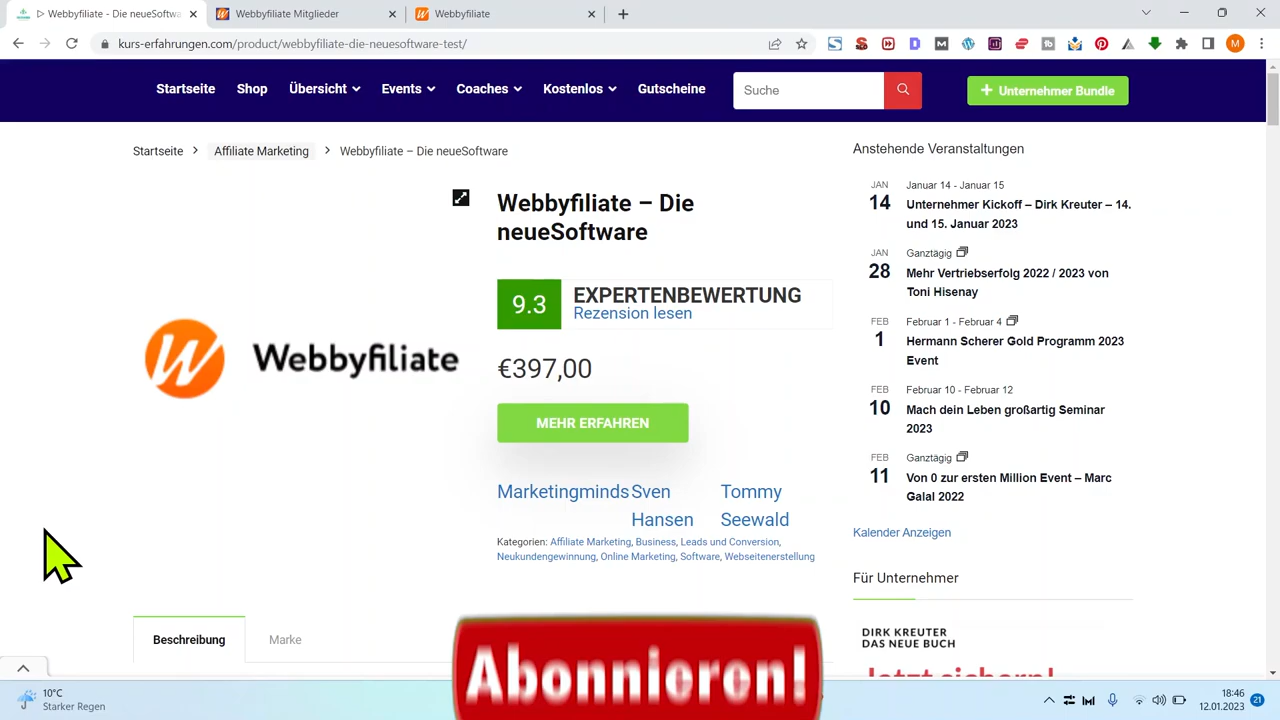 Webbyfiliate - Die neueSoftwa
Webbyfiliate Mitglieder
Webbyfiliate
kurs-erfahrungen.com/product/webbyfiliate-die-neuesoftware-test/
Startseite
Shop
Übersicht
Events
Coaches
Kostenlos
Gutscheine
Suche
Unternehmer Bundle
Startseite
Affiliate Marketing
Webbyfiliate – Die neueSoftware
Webbyfiliate
Webbyfiliate – Die
neueSoftware
9.3
EXPERTENBEWERTUNG
Rezension lesen
€397,00
MEHR ERFAHREN
Marketingminds Sven Tommy
Hansen Seewald
Kategorien: Affiliate Marketing, Business, Leads und Conversion,
Neukundengewinnung, Online Marketing, Software, Webseitenerstellung
Beschreibung
Marke
Anstehende Veranstaltungen
JAN
14
Januar 14 - Januar 15
Unternehmer Kickoff – Dirk Kreuter – 14.
und 15. Januar 2023
JAN
28
Ganztägig
Mehr Vertriebserfolg 2022 / 2023 von
Toni Hisenay
FEB
1
Februar 1 - Februar 4
Hermann Scherer Gold Programm 2023
Event
FEB
10
Februar 10 - Februar 12
Mach dein Leben großartig Seminar
2023
FEB
11
Ganztägig
Von 0 zur ersten Million Event – Marc
Galal 2022
Kalender Anzeigen
Für Unternehmer
DIRK KREUTER
DAS NEUE BUCH
Jetzt sichern!
Abonnieren!
10°C
Starker Regen
18:46
12.01.2023
21